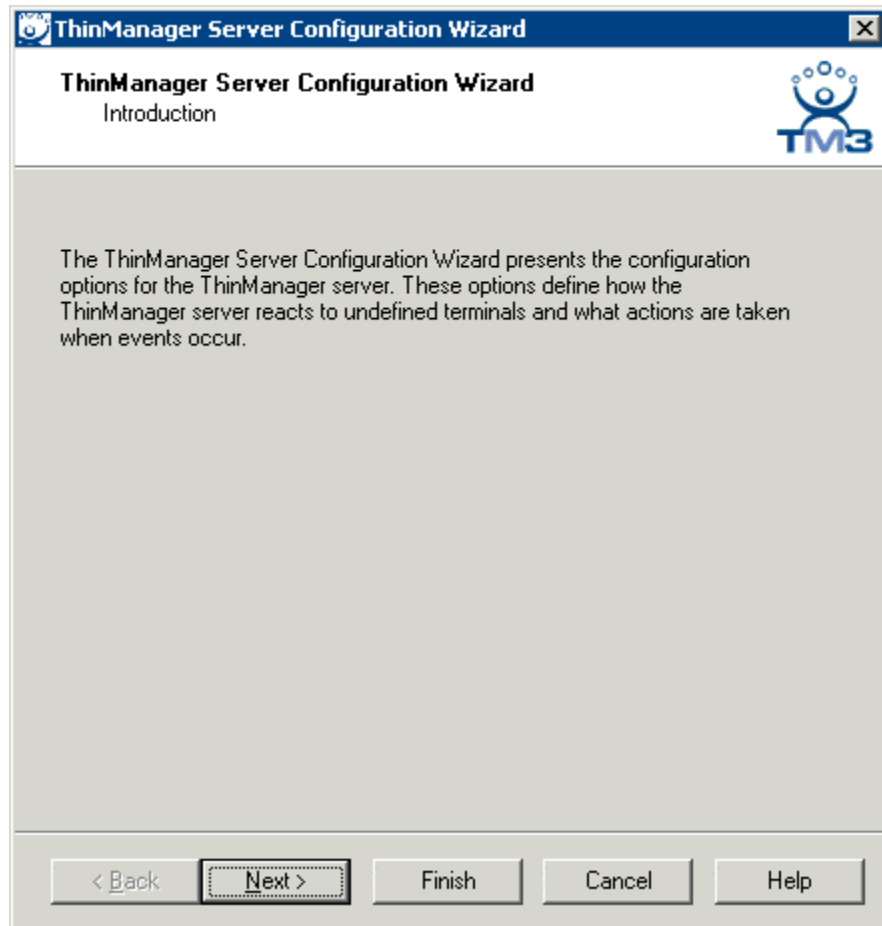 ThinManager Server Configuration Wizard
ThinManager Server Configuration Wizard
Introduction
TM3
The ThinManager Server Configuration Wizard presents the configuration
options for the ThinManager server. These options define how the
ThinManager server reacts to undefined terminals and what actions are taken
when events occur.
< Back Next > Finish Cancel Help